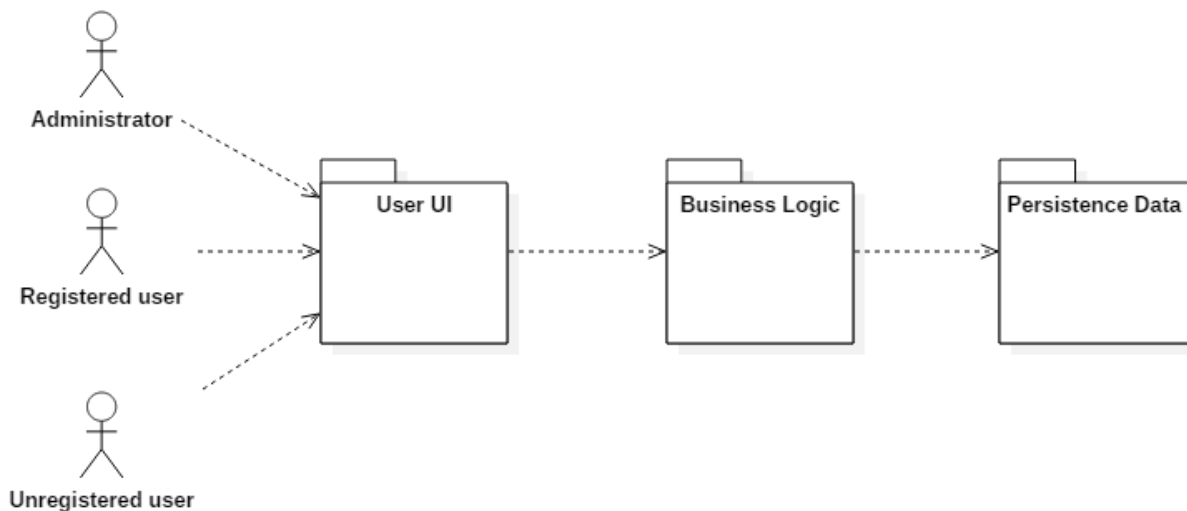 Administrator
User UI
Business Logic
Persistence Data
Registered user
Unregistered user